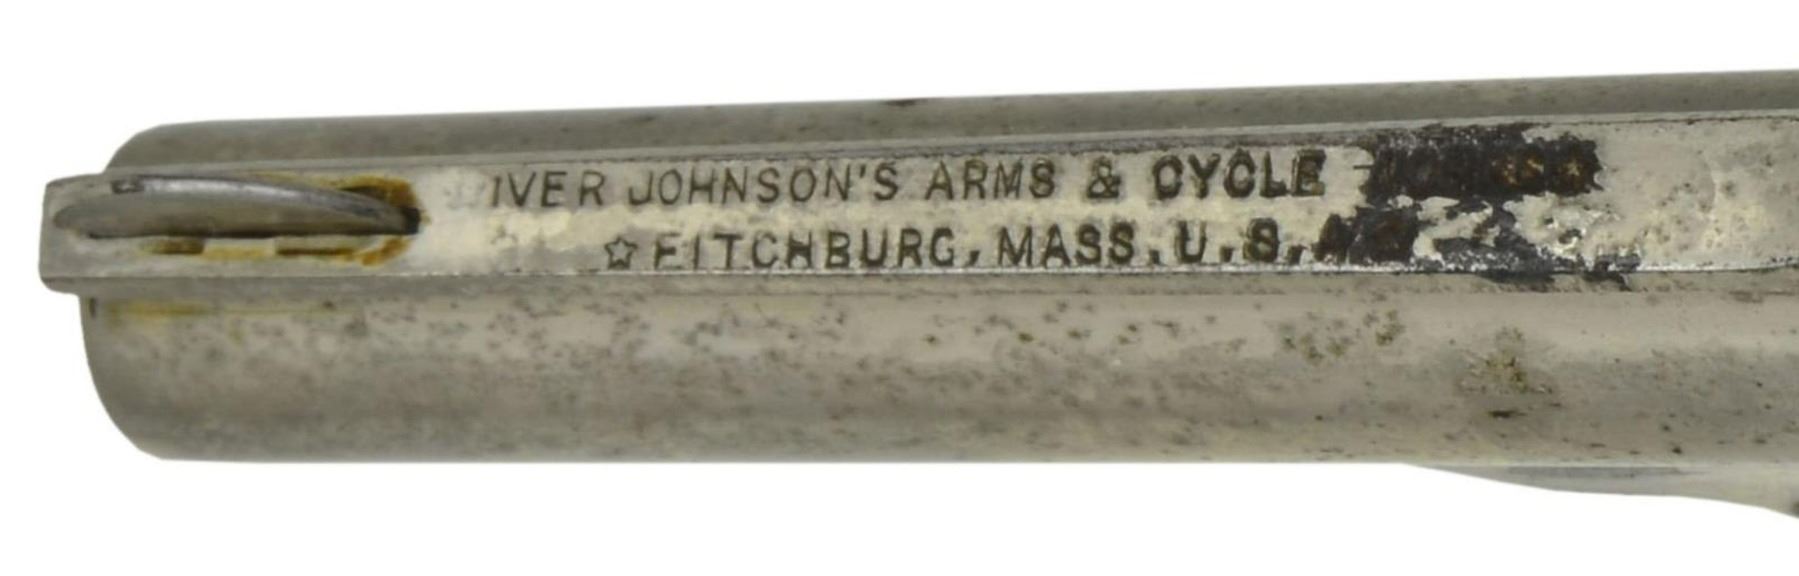 IVER JOHNSON'S ARMS & CYCLE
☆FITCHBURG, MASS. U.S.